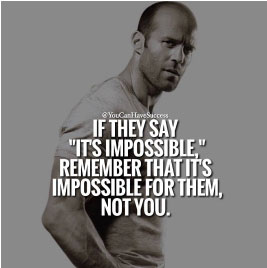 @YouCanHaveSuccess
IF THEY SAY
"IT'S IMPOSSIBLE,"
REMEMBER THAT IT'S
IMPOSSIBLE FOR THEM,
NOT YOU.